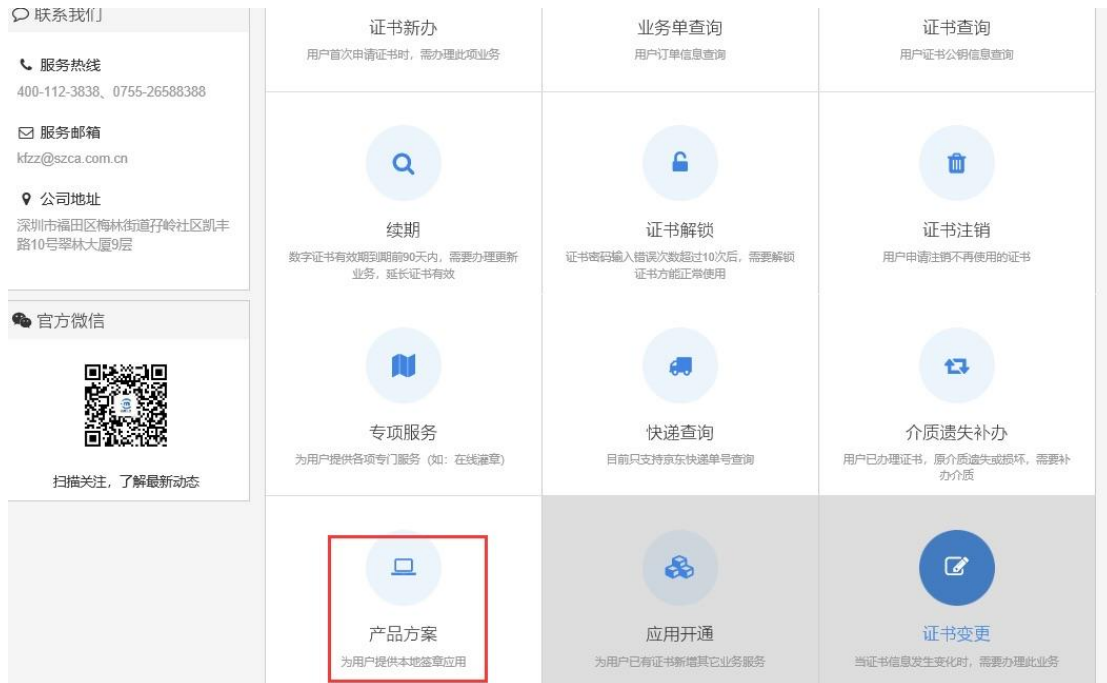 联系我们
服务热线
400-112-3838、0755-26588388
服务邮箱
kfzz@szca.com.cn
公司地址
深圳市福田区梅林街道孖岭社区凯丰
路10号翠林大厦9层
官方微信
扫描关注，了解最新动态
证书新办
用户首次申请证书时，需办理此项业务
业务单查询
用户订单信息查询
证书查询
用户证书公钥信息查询
续期
数字证书有效期到期前90天内，需要办理更新
业务，延长证书有效
证书解锁
证书密码输入错误次数超过10次后，需要解锁
证书方能正常使用
证书注销
用户申请注销不再使用的证书
专项服务
为用户提供各项专门服务（如：在线灌章）
快递查询
目前只支持京东快递单号查询
介质遗失补办
用户已办理证书，原介质遗失或损坏，需要补
办介质
产品方案
为用户提供本地签章应用
应用开通
为用户已有证书新增其它业务服务
证书变更
当证书信息发生变化时，需要办理此业务